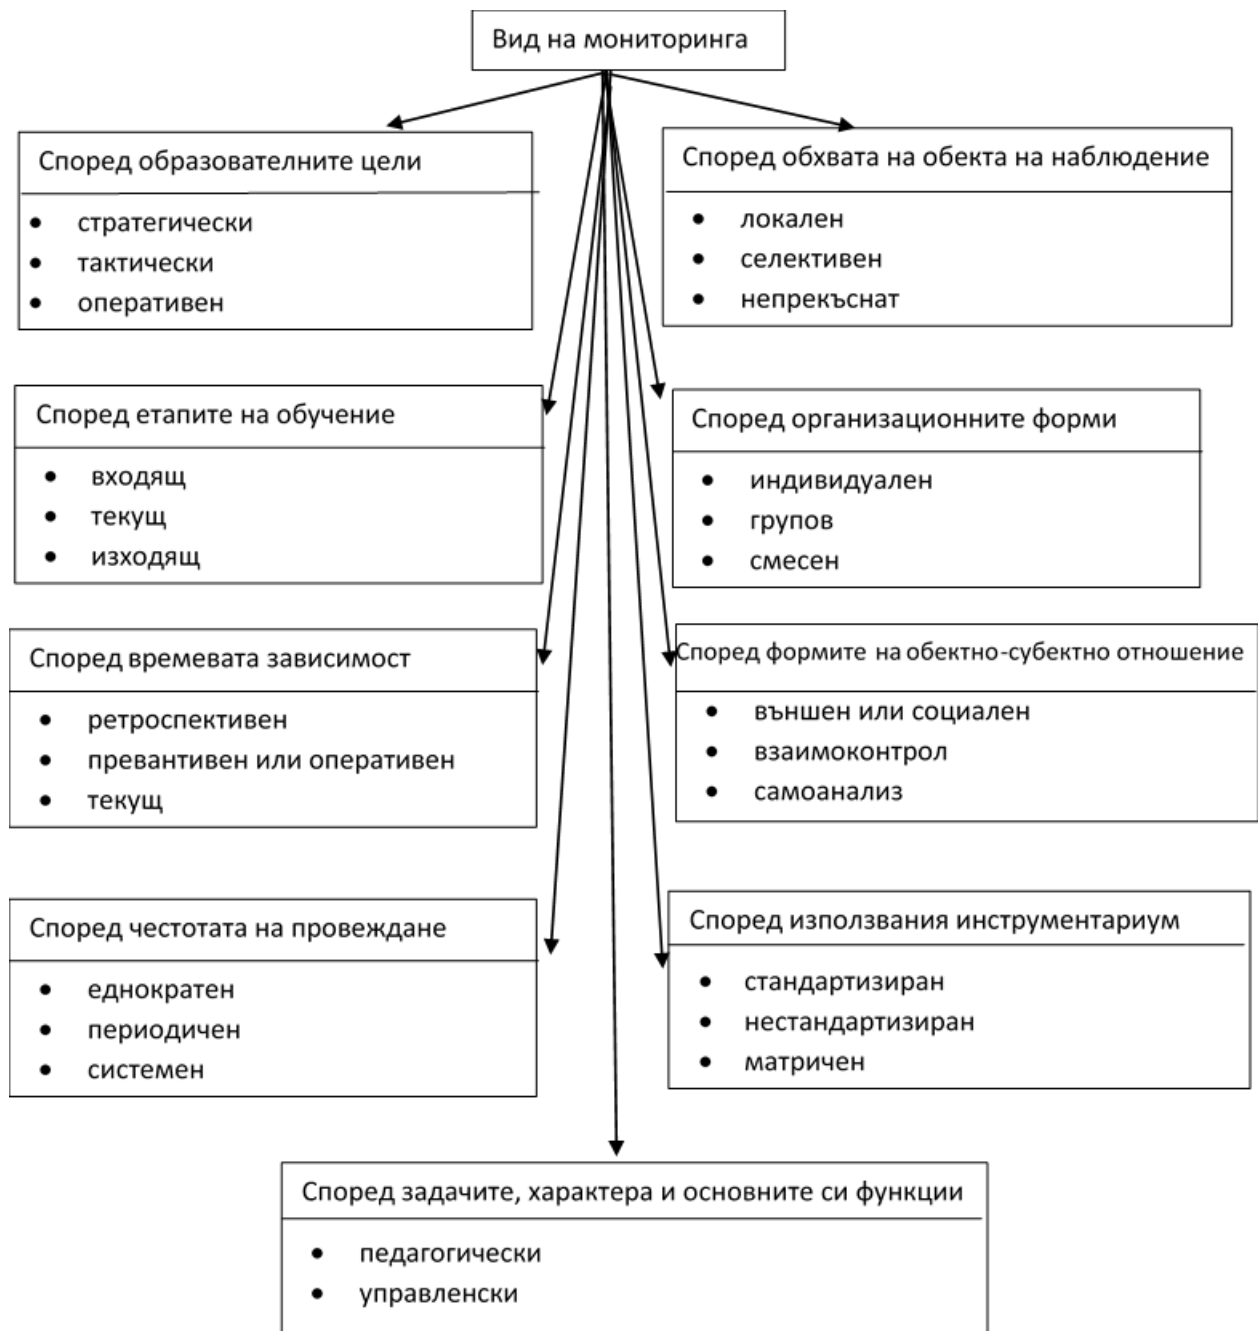 Вид на мониторинга
Според образователните цели
• стратегически
• тактически
• оперативен
Според обхвата на обекта на наблюдение
• локален
• селективен
• непрекъснат
Според етапите на обучение
• входящ
• текущ
• изходящ
Според организационните форми
• индивидуален
• групов
• смесен
Според времевата зависимост
• ретроспективен
• превантивен или оперативен
• текущ
Според формите на обектно-субектно отношение
• външен или социален
• взаимоконтрол
• самоанализ
Според честотата на провеждане
• еднократен
• периодичен
• системен
Според използвания инструментариум
• стандартизиран
• нестандартизиран
• матричен
Според задачите, характера и основните си функции
• педагогически
• управленски